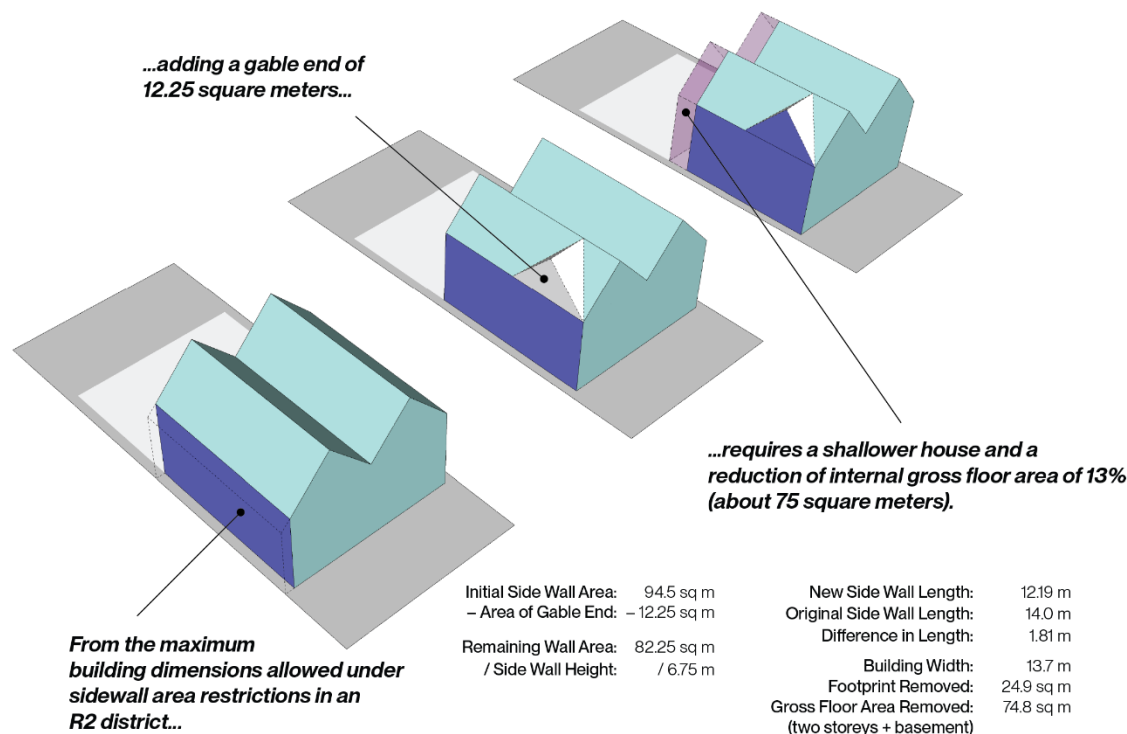 ...adding a gable end of
12.25 square meters...
...requires a shallower house and a
reduction of internal gross floor area of 13%
(about 75 square meters).
From the maximum
building dimensions allowed under
sidewall area restrictions in an
R2 district...
Initial Side Wall Area: 94.5 sq m
– Area of Gable End: – 12.25 sq m
Remaining Wall Area: 82.25 sq m
/ Side Wall Height: / 6.75 m
New Side Wall Length: 12.19 m
Original Side Wall Length: 14.0 m
Difference in Length: 1.81 m
Building Width: 13.7 m
Footprint Removed: 24.9 sq m
Gross Floor Area Removed: 74.8 sq m
(two storeys + basement)